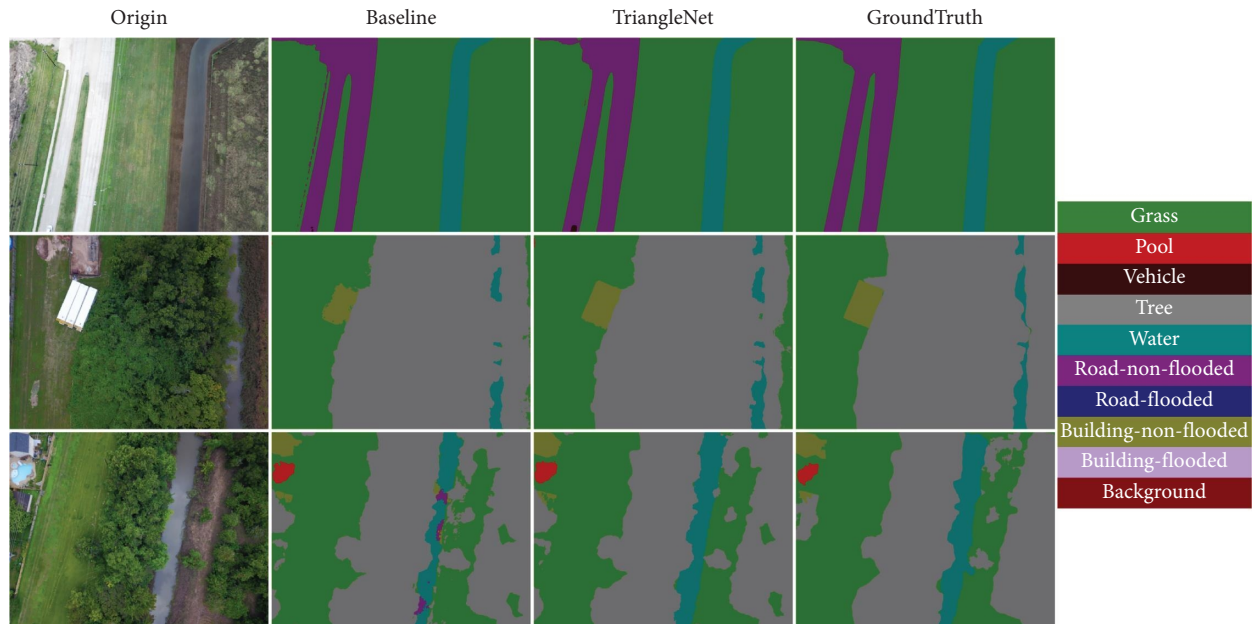 Origin
Baseline
TriangleNet
GroundTruth
Grass
Pool
Vehicle
Tree
Water
Road-non-flooded
Road-flooded
Building-non-flooded
Building-flooded
Background